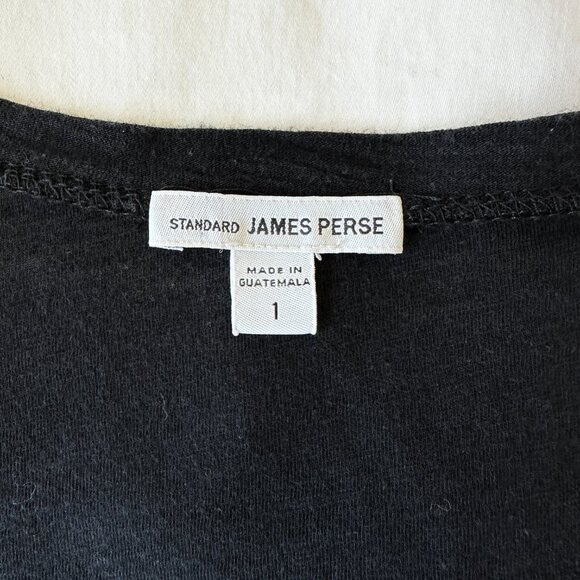 STANDARD JAMES PERSE
MADE IN
GUATEMALA
1